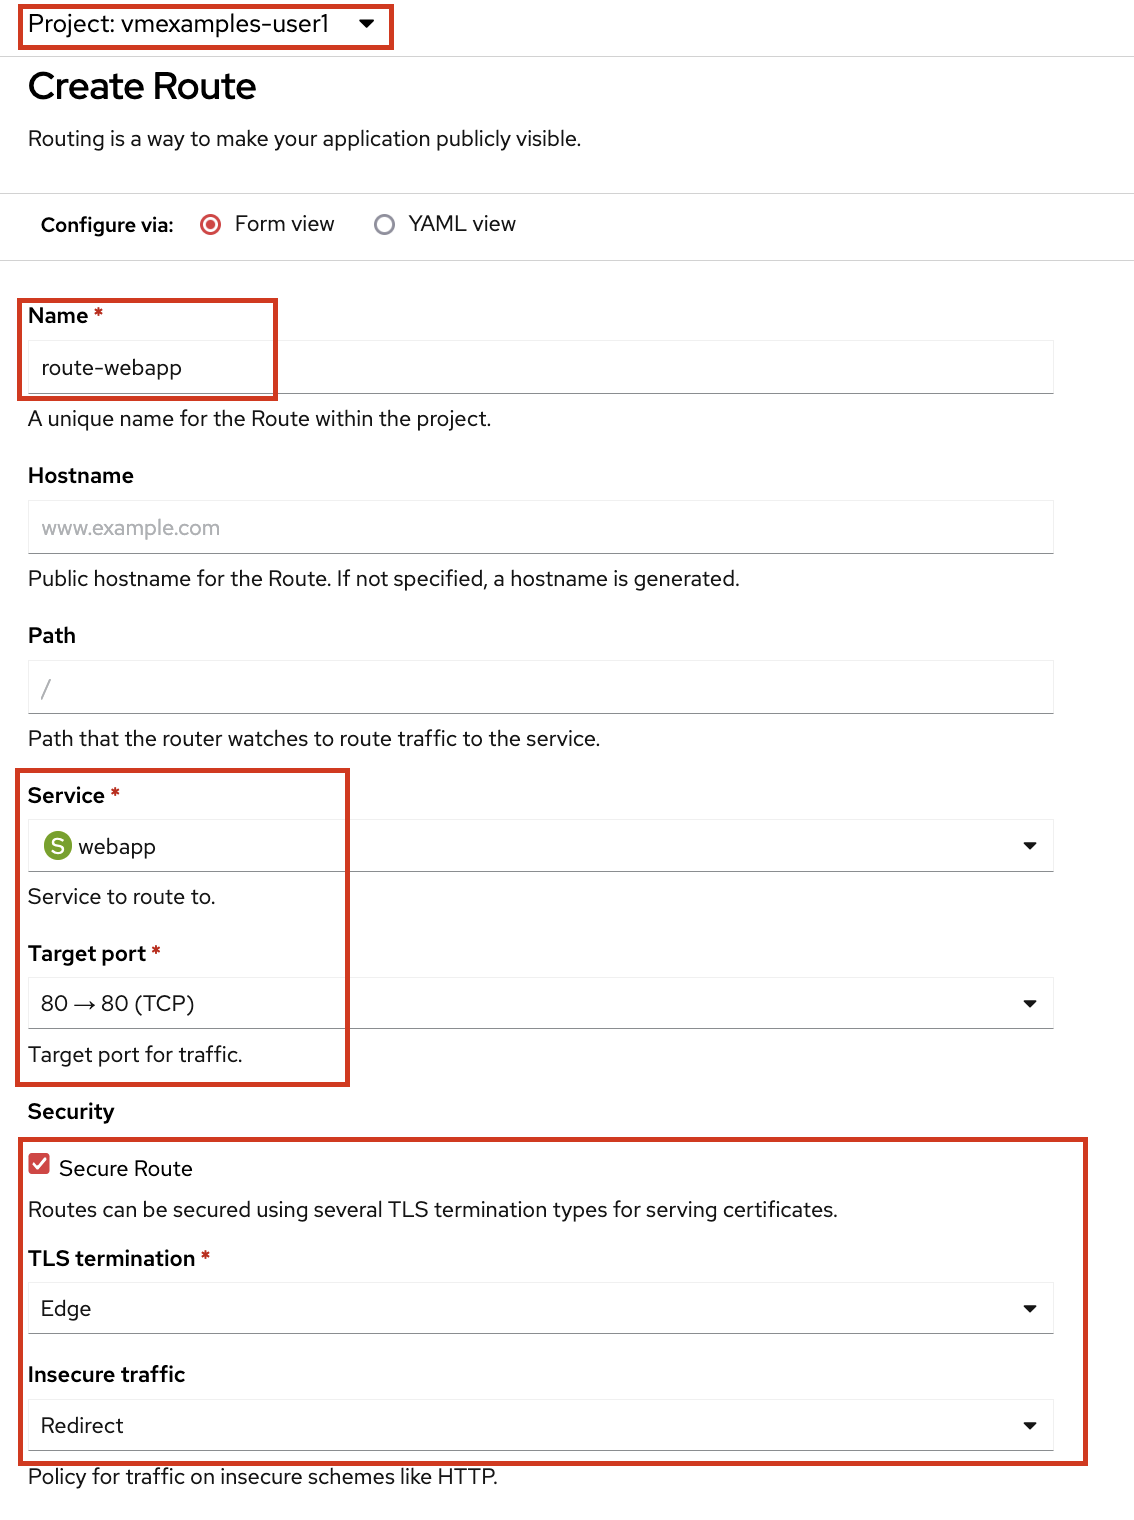 Project: vmexamples-user1
Create Route
Routing is a way to make your application publicly visible.
Configure via: Form view YAML view
Name *
route-webapp
A unique name for the Route within the project.
Hostname
www.example.com
Public hostname for the Route. If not specified, a hostname is generated.
Path
/
Path that the router watches to route traffic to the service.
Service *
S webapp
Service to route to.
Target port *
80 → 80 (TCP)
Target port for traffic.
Security
Secure Route
Routes can be secured using several TLS termination types for serving certificates.
TLS termination *
Edge
Insecure traffic
Redirect
Policy for traffic on insecure schemes like HTTP.